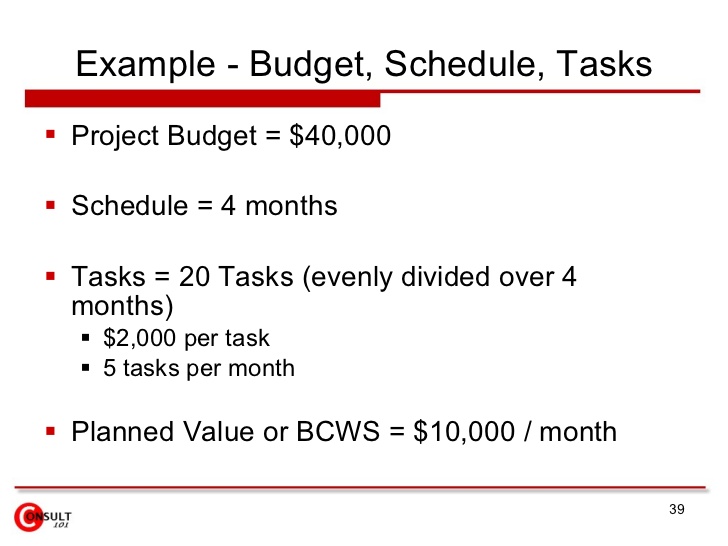 Example - Budget, Schedule, Tasks
▪ Project Budget = $40,000
▪ Schedule = 4 months
▪ Tasks = 20 Tasks (evenly divided over 4
months)
▪ $2,000 per task
▪ 5 tasks per month
▪ Planned Value or BCWS = $10,000 / month
39
CONSULT
101